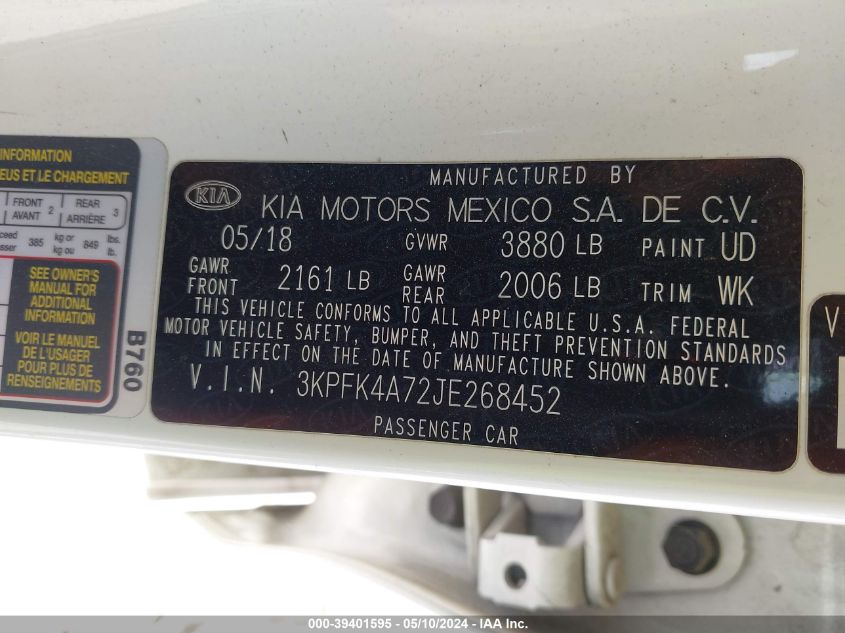 INFORMATION
EUS ET LE CHARGEMENT
FRONT 2 REAR 3
AVANT ARRIÈRE
385 kg or 849 lbs.
kg ou lb.
SEE OWNER'S
MANUAL FOR
ADDITIONAL
INFORMATION
VOIR LE MANUEL
DE L'USAGER
POUR PLUS DE
RENSEIGNEMENTS
B760
KIA
MANUFACTURED BY
KIA MOTORS MEXICO S.A. DE C.V.
05/18 GVWR 3880 LB PAINT UD
GAWR FRONT 2161 LB GAWR REAR 2006 LB TRIM WK
THIS VEHICLE CONFORMS TO ALL APPLICABLE U.S.A. FEDERAL
MOTOR VEHICLE SAFETY, BUMPER, AND THEFT PREVENTION STANDARDS
IN EFFECT ON THE DATE OF MANUFACTURE SHOWN ABOVE.
V.I.N. 3KPFK4A72JE268452
PASSENGER CAR
V
000-39401595 - 05/10/2024 - IAA Inc.